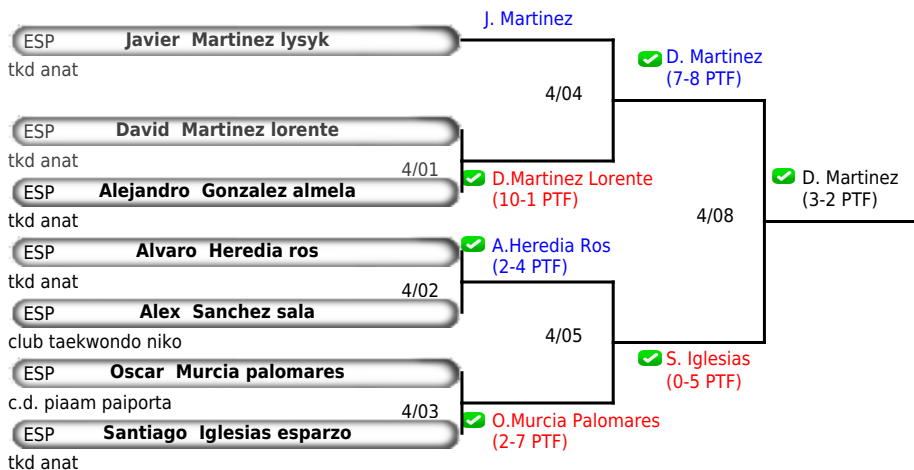 J. Martinez
ESP Javier Martinez lysyk
tkd anat
D. Martinez
(7-8 PTF)
4/04
ESP David Martinez lorente
tkd anat
4/01
ESP Alejandro Gonzalez almela
tkd anat
D.Martinez Lorente
(10-1 PTF)
D. Martinez
(3-2 PTF)
4/08
ESP Alvaro Heredia ros
tkd anat
A.Heredia Ros
(2-4 PTF)
4/02
ESP Alex Sanchez sala
club taekwondo niko
4/05
S. Iglesias
(0-5 PTF)
ESP Oscar Murcia palomares
c.d. piaam paiporta
4/03
ESP Santiago Iglesias esparzo
tkd anat
O.Murcia Palomares
(2-7 PTF)